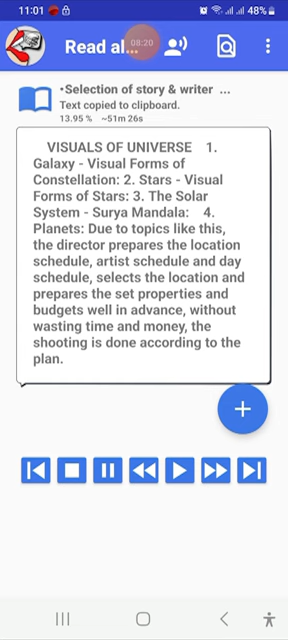 11:01
48%
Read al...
08:20
•Selection of story & writer ...
Text copied to clipboard.
13.95 % ~51m 26s
VISUALS OF UNIVERSE 1.
Galaxy - Visual Forms of
Constellation: 2. Stars - Visual
Forms of Stars: 3. The Solar
System - Surya Mandala: 4.
Planets: Due to topics like this,
the director prepares the location
schedule, artist schedule and day
schedule, selects the location and
prepares the set properties and
budgets well in advance, without
wasting time and money, the
shooting is done according to the
plan.